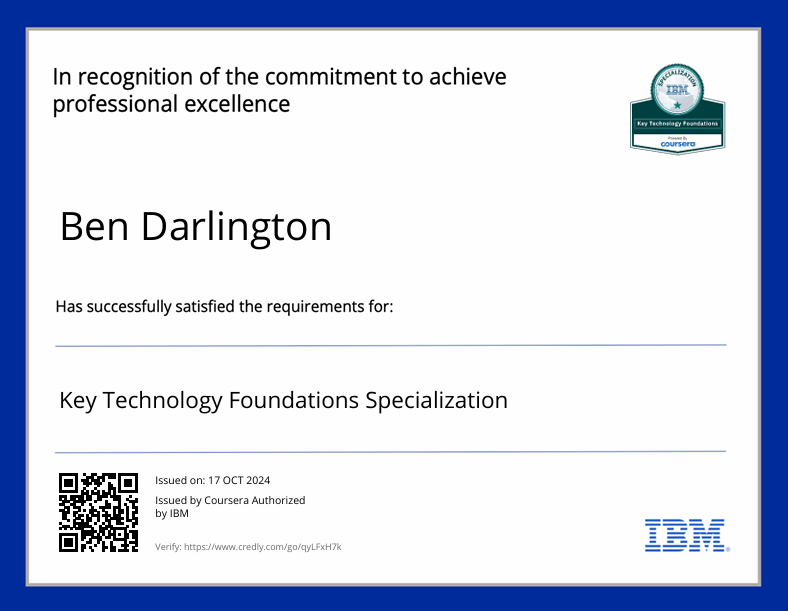 In recognition of the commitment to achieve
professional excellence
SPECIALIZATION
IBM
Key Technology Foundations
Powered By
coursera
Ben Darlington
Has successfully satisfied the requirements for:
Key Technology Foundations Specialization
Issued on: 17 OCT 2024
Issued by Coursera Authorized
by IBM
Verify: https://www.credly.com/go/qyLFxH7k
IBM®